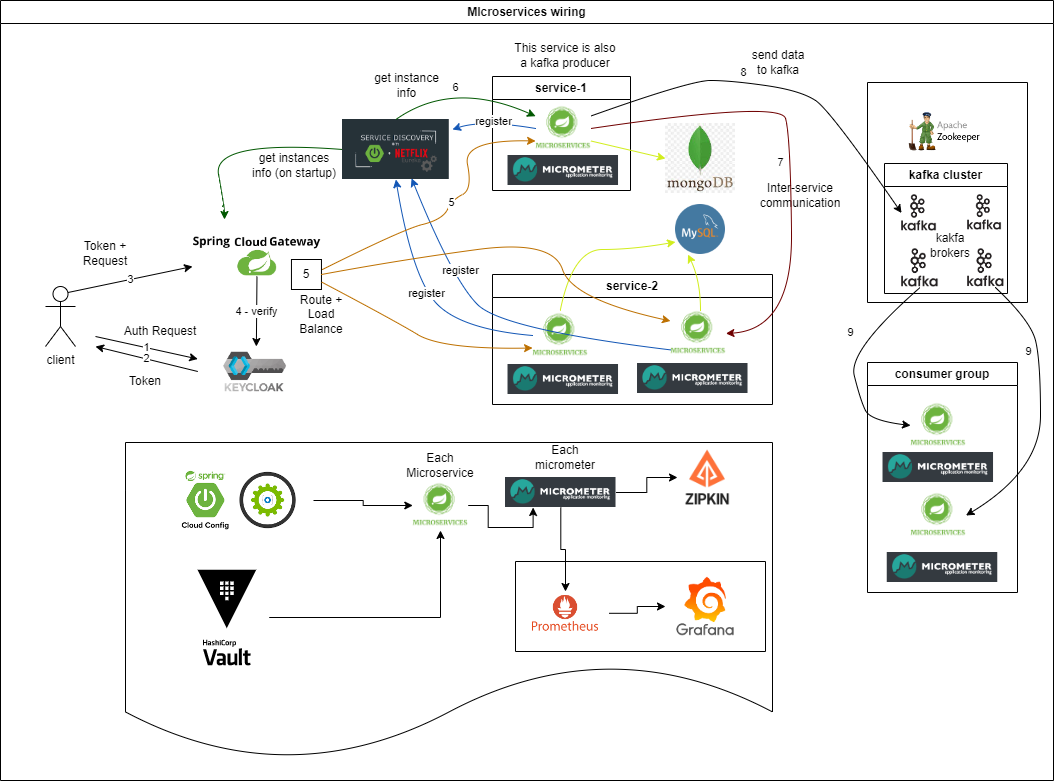 MIcroservices wiring
This service is also
a kafka producer
send data
to kafka
8
get instance
info
6
service-1
register
MICROSERVICES
MICROMETER
application monitoring
SERVICE DISCOVERY
NETFLIX
get instances
info (on startup)
5
mongoDB
7
Inter-service
communication
MySQL
Apache
Zookeeper
kafka cluster
kafka
kafka
kakfa
brokers
kafka
kafka
Spring Cloud Gateway
Token +
Request
3
5
Route +
Load
Balance
4 - verify
client
Auth Request
1
2
Token
KEYCLOAK
register
register
service-2
MICROSERVICES
MICROSERVICES
MICROMETER
application monitoring
MICROMETER
application monitoring
9
9
consumer group
MICROSERVICES
MICROMETER
application monitoring
MICROSERVICES
MICROMETER
application monitoring
spring
Cloud Config
Each
Microservice
MICROSERVICES
Each
micrometer
MICROMETER
application monitoring
ZIPKIN
HashiCorp
Vault
Prometheus
Grafana